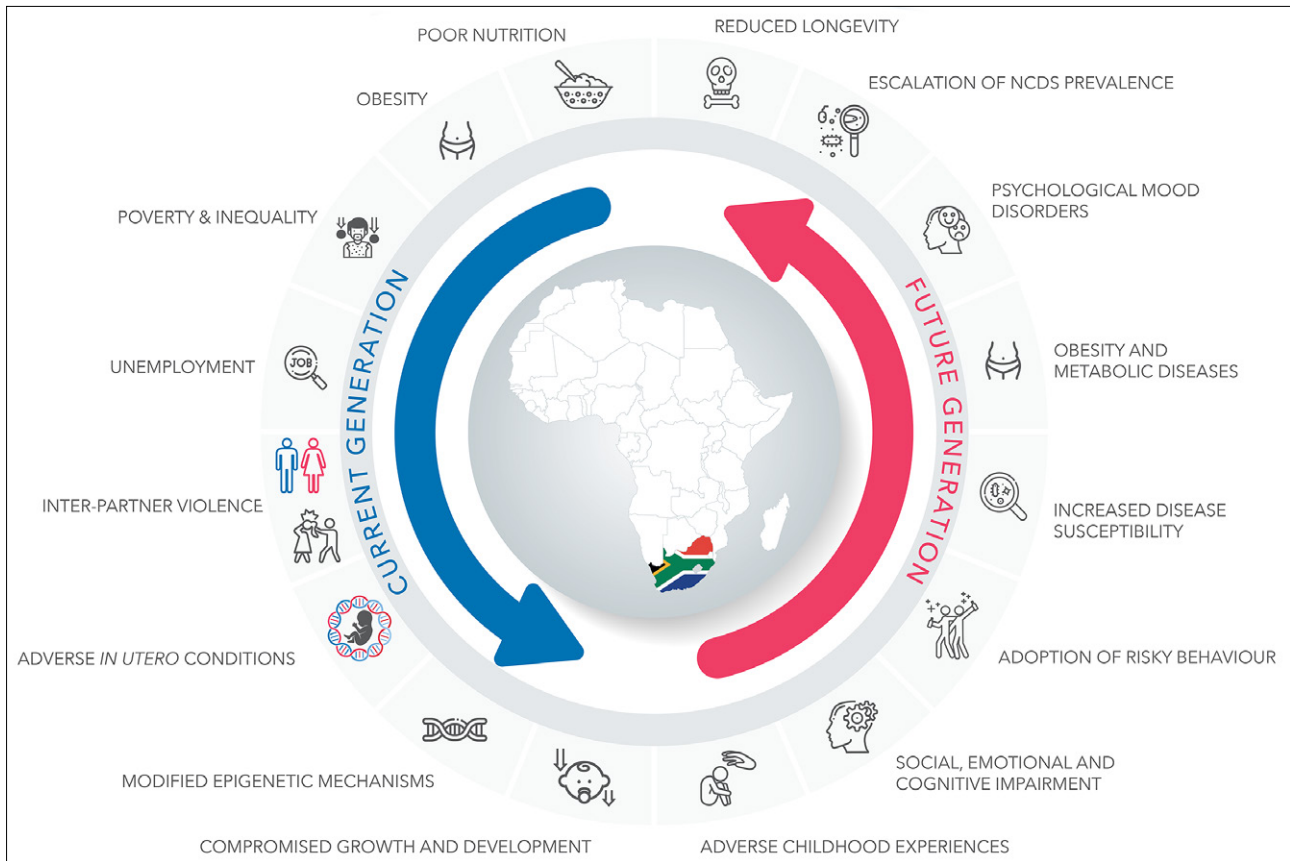 POOR NUTRITION
REDUCED LONGEVITY
OBESITY
ESCALATION OF NCDS PREVALENCE
POVERTY & INEQUALITY
PSYCHOLOGICAL MOOD
DISORDERS
UNEMPLOYMENT
JOB
OBESITY AND
METABOLIC DISEASES
CURRENT GENERATION
FUTURE GENERATION
INTER-PARTNER VIOLENCE
INCREASED DISEASE
SUSCEPTIBILITY
ADVERSE IN UTERO CONDITIONS
ADOPTION OF RISKY BEHAVIOUR
MODIFIED EPIGENETIC MECHANISMS
SOCIAL, EMOTIONAL AND
COGNITIVE IMPAIRMENT
COMPROMISED GROWTH AND DEVELOPMENT
ADVERSE CHILDHOOD EXPERIENCES